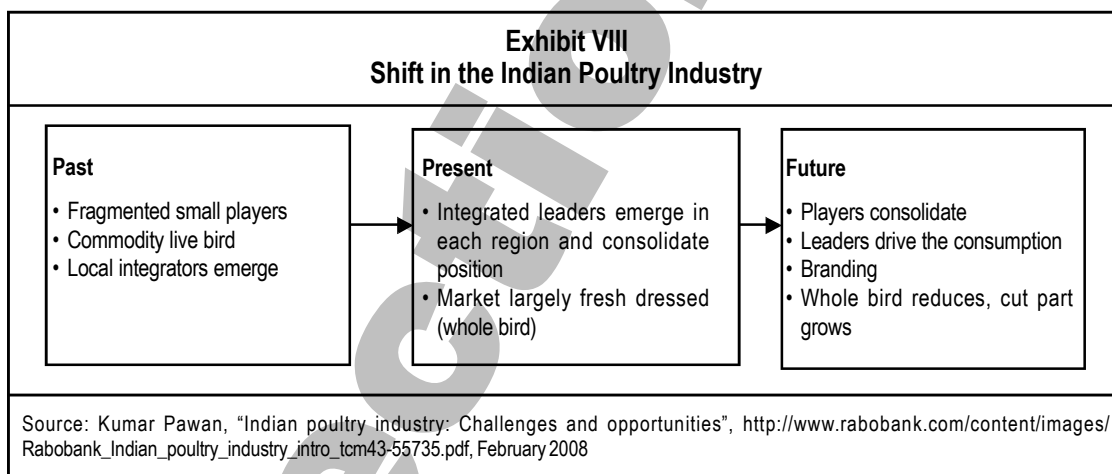 Exhibit VIII
Shift in the Indian Poultry Industry
Past
• Fragmented small players
• Commodity live bird
• Local integrators emerge
Present
• Integrated leaders emerge in
each region and consolidate
position
• Market largely fresh dressed
(whole bird)
Future
• Players consolidate
• Leaders drive the consumption
• Branding
• Whole bird reduces, cut part
grows
Source: Kumar Pawan, “Indian poultry industry: Challenges and opportunities”, http://www.rabobank.com/content/images/
Rabobank_Indian_poultry_industry_intro_tcm43-55735.pdf, February 2008